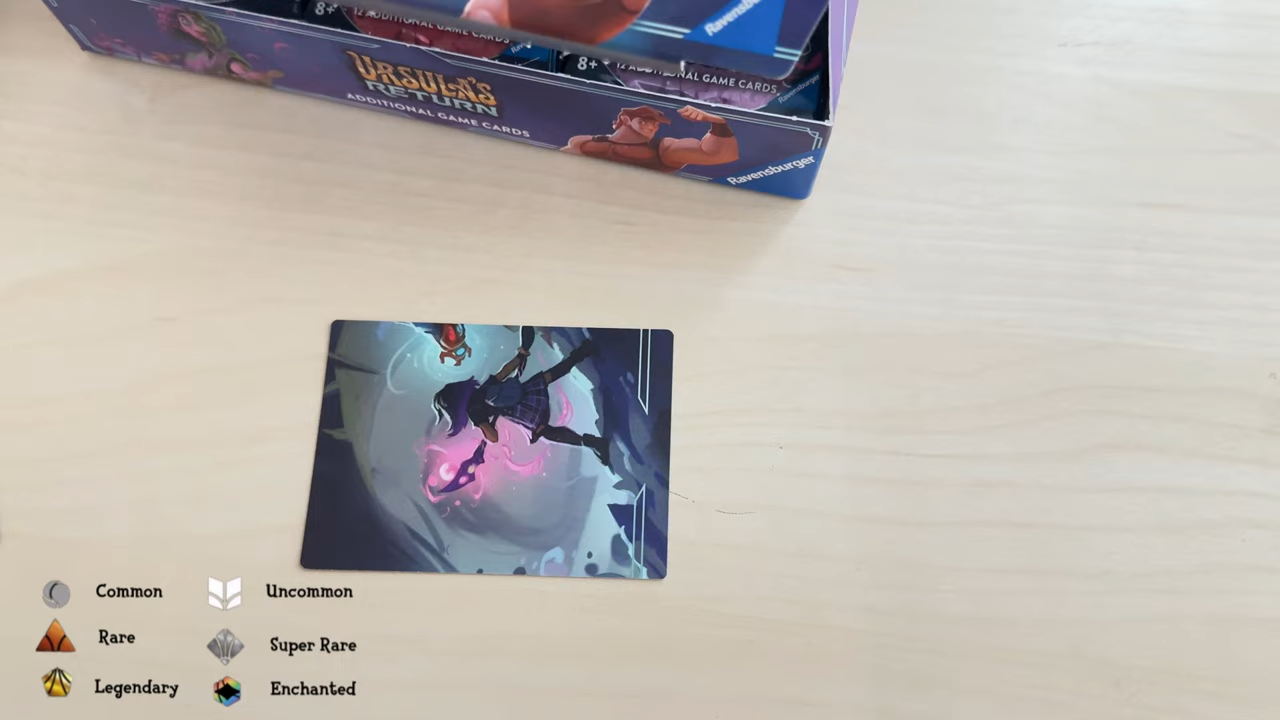 8+
12 ADDITIONAL GAME CARDS
8+
12 ADDITIONAL GAME CARDS
Ravensburger
URSULA'S
RETURN
ADDITIONAL GAME CARDS
Ravensburger
Common
Uncommon
Rare
Super Rare
Legendary
Enchanted